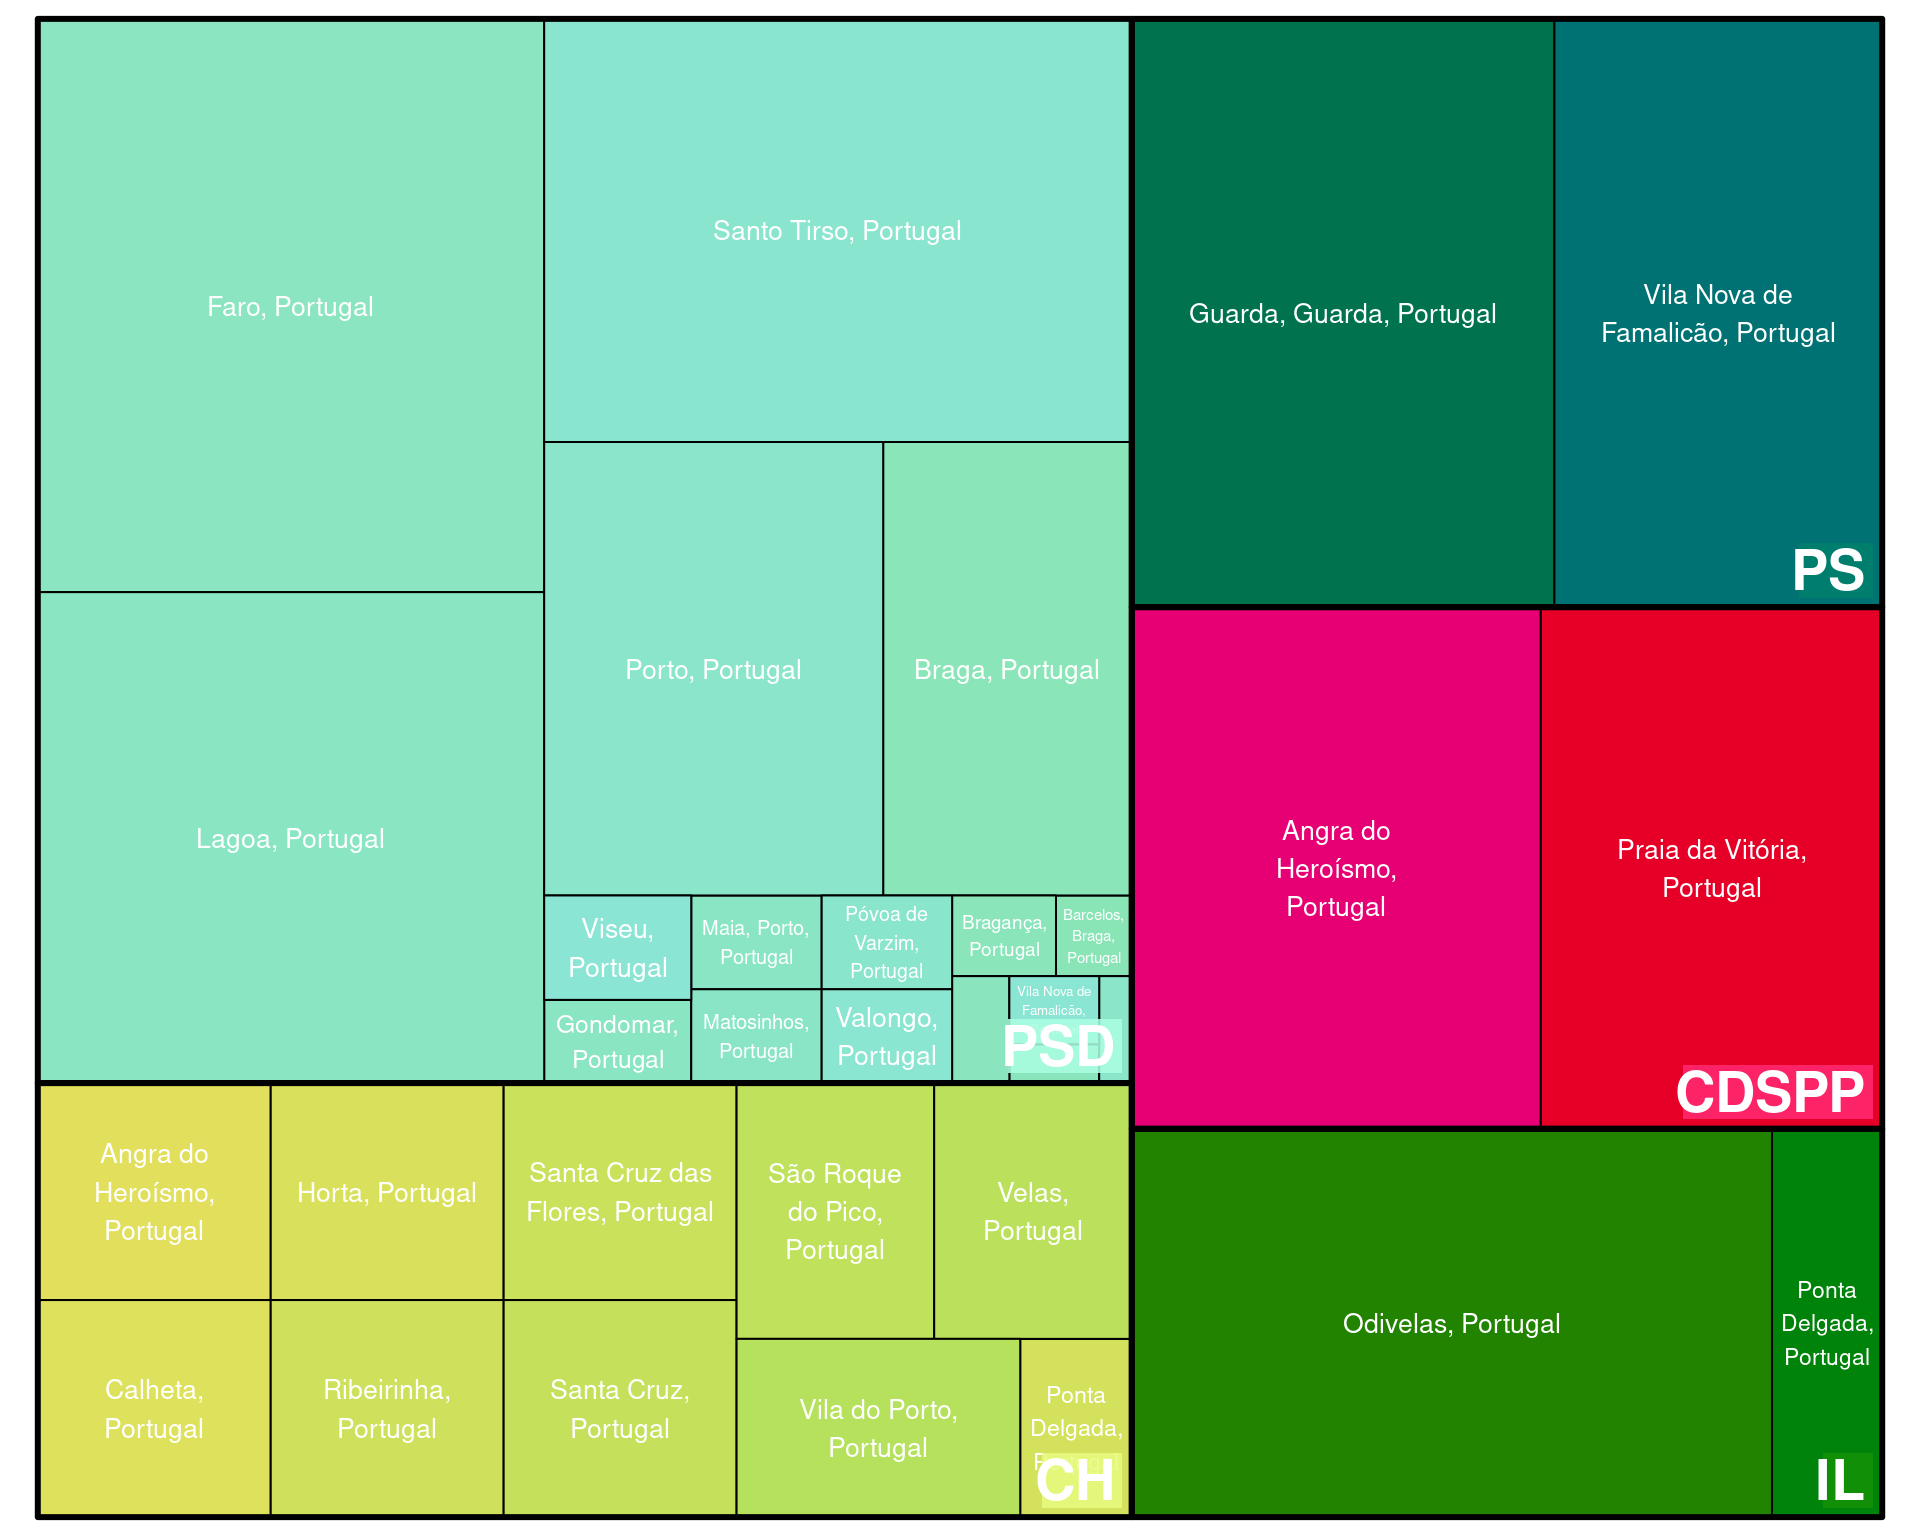 Faro, Portugal
Santo Tirso, Portugal
Lagoa, Portugal
Porto, Portugal
Braga, Portugal
Viseu,
Portugal
Gondomar,
Portugal
Maia, Porto,
Portugal
Matosinhos,
Portugal
Póvoa de
Varzim,
Portugal
Valongo,
Portugal
Bragança,
Portugal
Barcelos,
Braga,
Portugal
Vila Nova de
Famalicão,
PSD
Guarda, Guarda, Portugal
Vila Nova de
Famalicão, Portugal
PS
Angra do
Heroísmo,
Portugal
Praia da Vitória,
Portugal
CDSPP
Angra do
Heroísmo,
Portugal
Calheta,
Portugal
Horta, Portugal
Ribeirinha,
Portugal
Santa Cruz das
Flores, Portugal
Santa Cruz,
Portugal
São Roque
do Pico,
Portugal
Velas,
Portugal
Vila do Porto,
Portugal
Ponta
Delgada,
CH
Odivelas, Portugal
Ponta
Delgada,
Portugal
IL